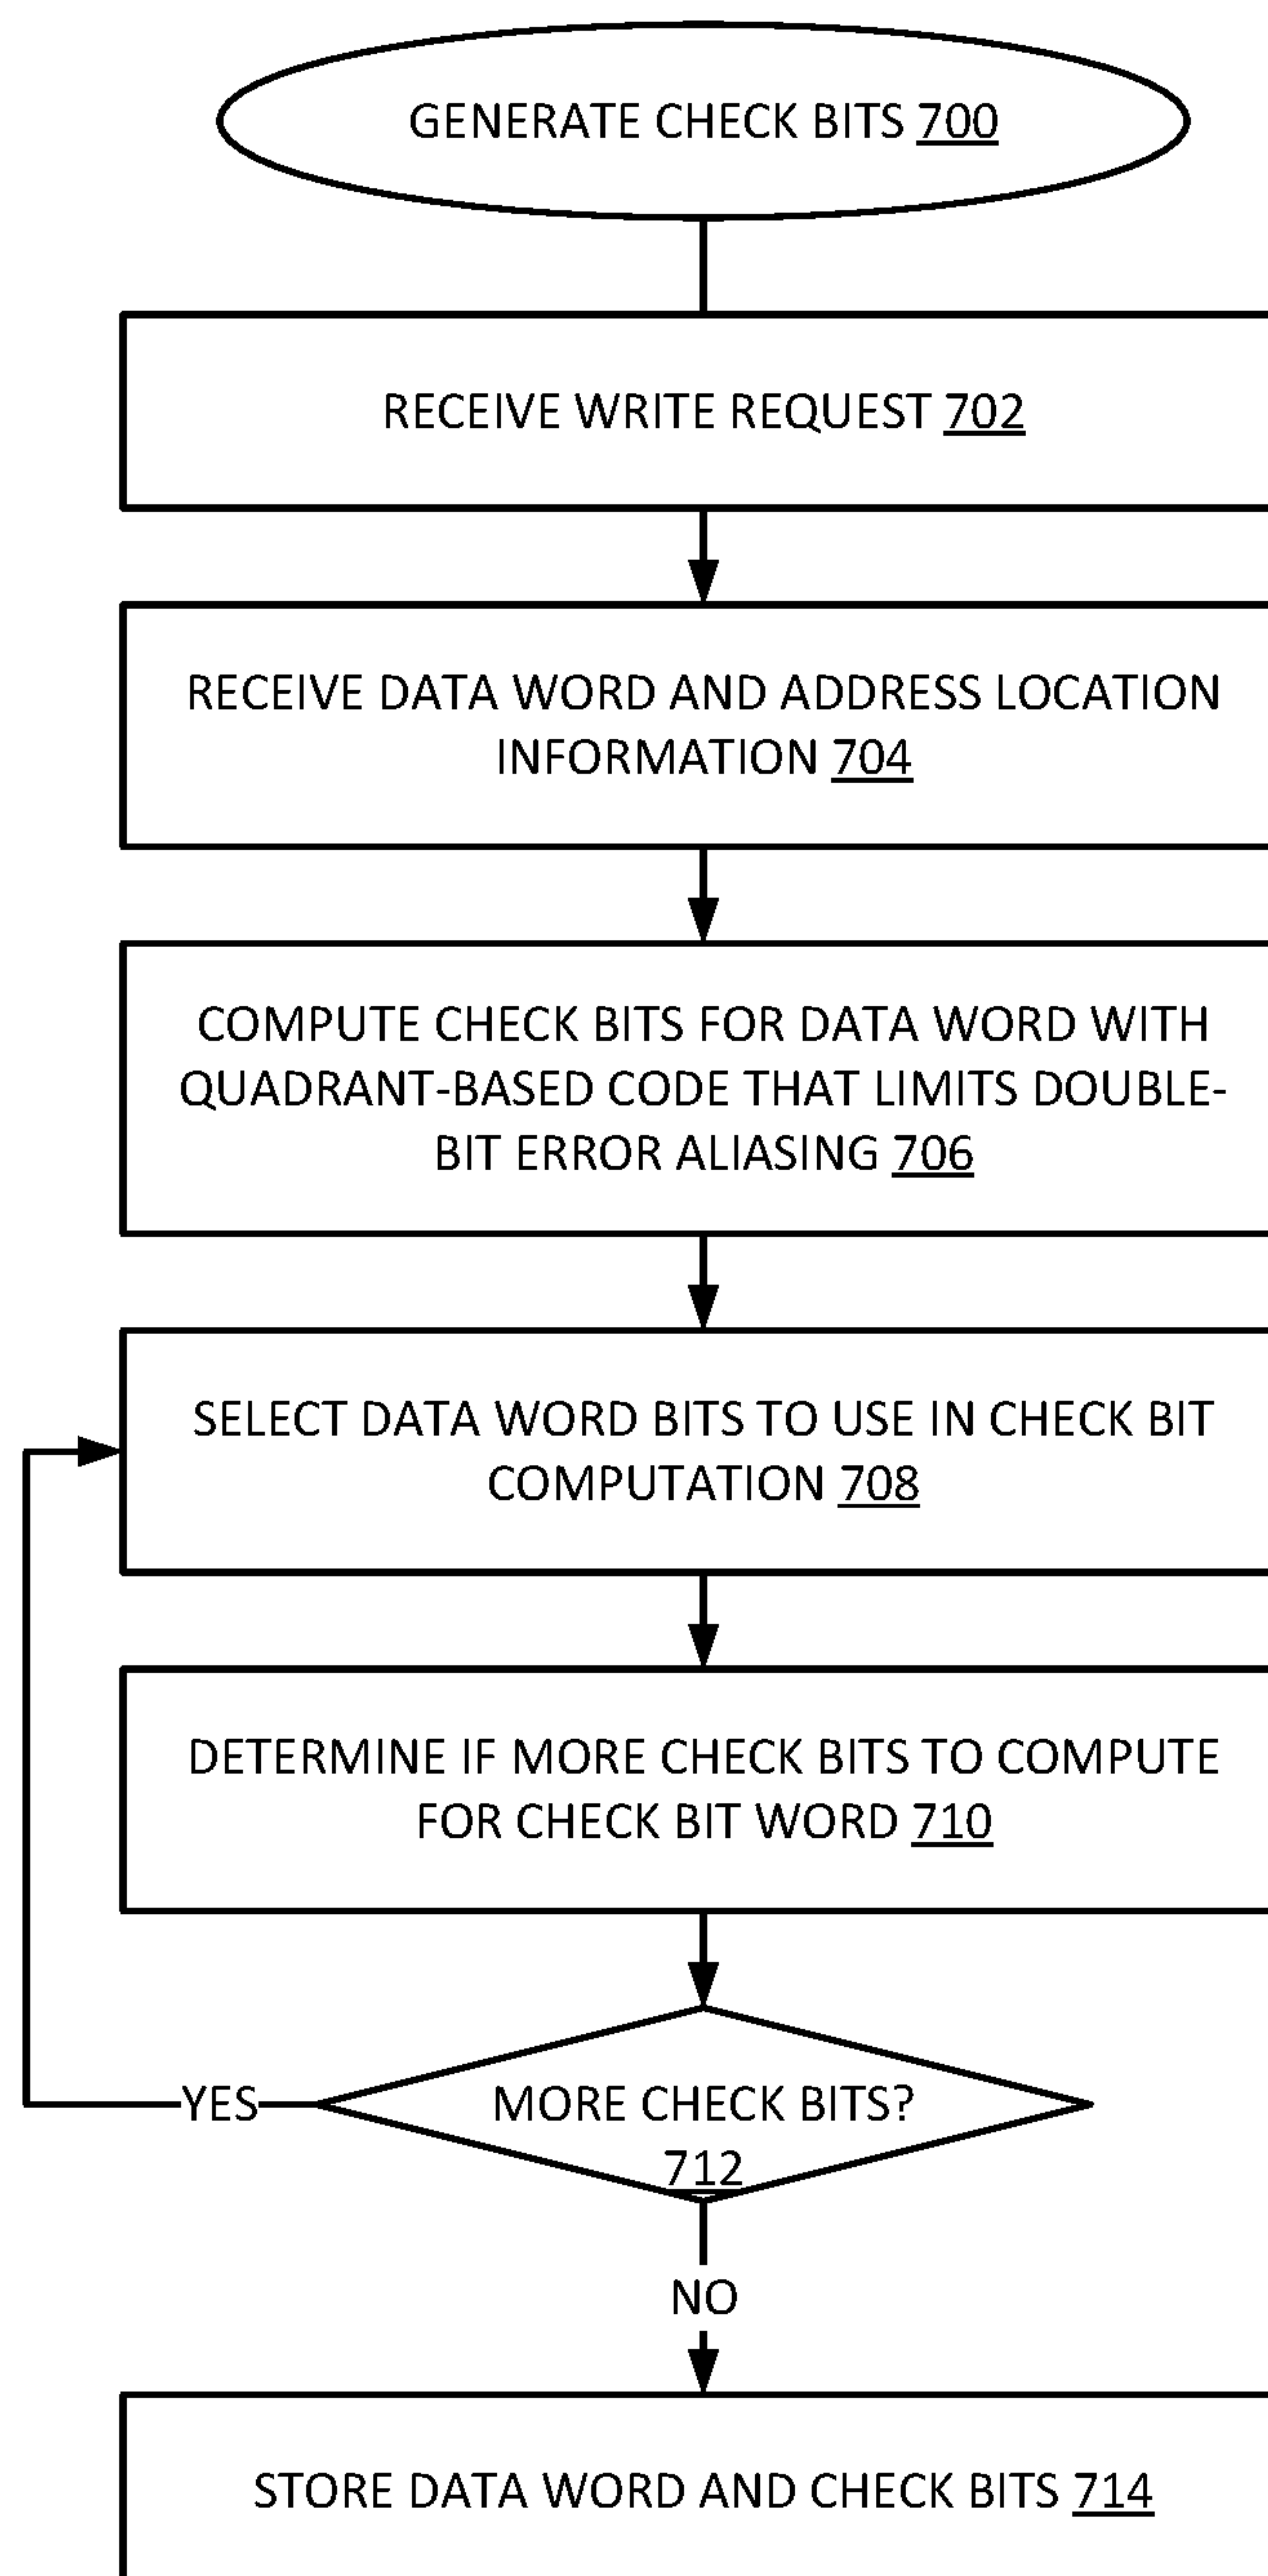 GENERATE CHECK BITS 700
RECEIVE WRITE REQUEST 702
RECEIVE DATA WORD AND ADDRESS LOCATION
INFORMATION 704
COMPUTE CHECK BITS FOR DATA WORD WITH
QUADRANT-BASED CODE THAT LIMITS DOUBLE-
BIT ERROR ALIASING 706
SELECT DATA WORD BITS TO USE IN CHECK BIT
COMPUTATION 708
DETERMINE IF MORE CHECK BITS TO COMPUTE
FOR CHECK BIT WORD 710
YES
MORE CHECK BITS?
712
NO
STORE DATA WORD AND CHECK BITS 714